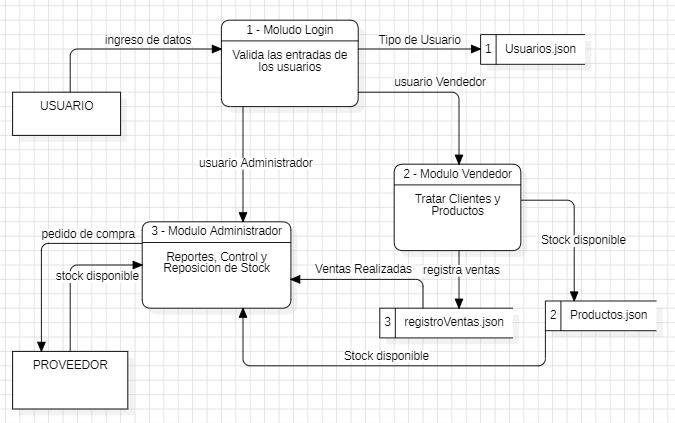 1 - Moludo Login
ingreso de datos
Tipo de Usuario
1 Usuarios.json
Valida las entradas de
los usuarios
usuario Vendedor
USUARIO
usuario Administrador
2 - Modulo Vendedor
Tratar Clientes y
Productos
3 - Modulo Administrador
pedido de compra
Stock disponible
Reportes, Control y
Reposicion de Stock
Ventas Realizadas
registra ventas
stock disponible
2 Productos.json
3 registroVentas.json
Stock disponible
PROVEEDOR